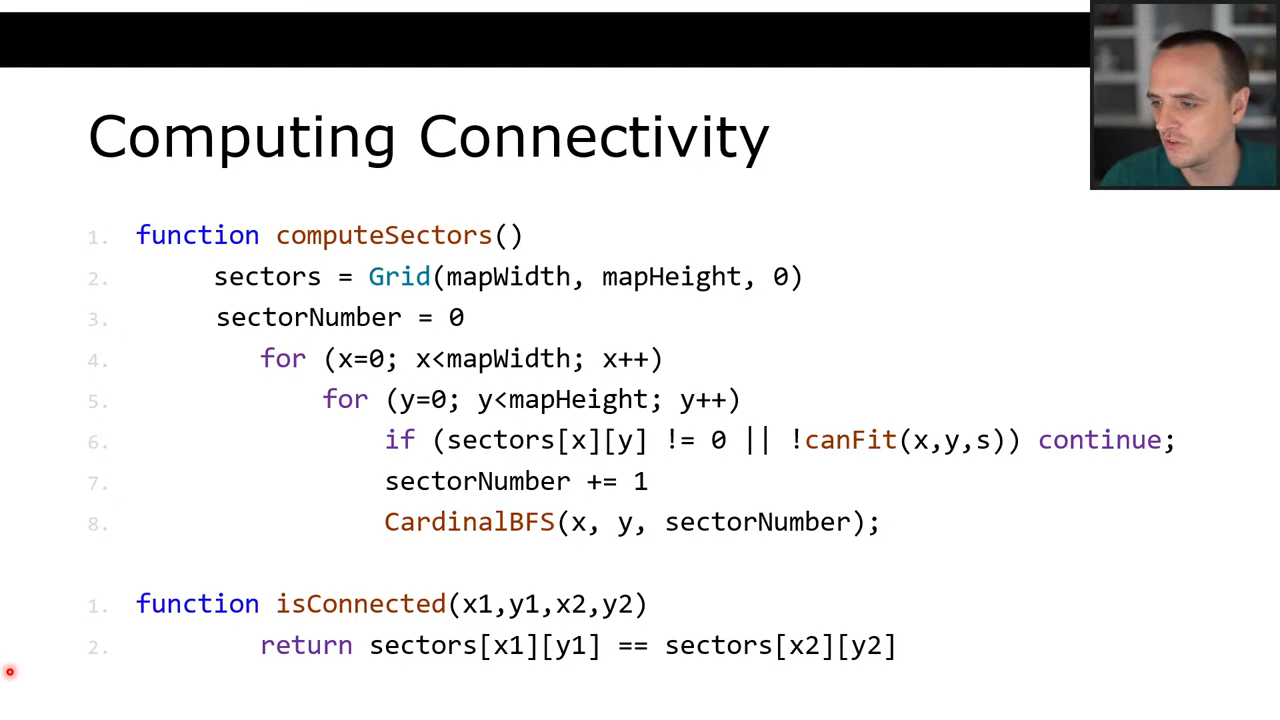 Computing Connectivity
1. function computeSectors()
2. sectors = Grid(mapWidth, mapHeight, 0)
3. sectorNumber = 0
4. for (x=0; x<mapWidth; x++)
5. for (y=0; y<mapHeight; y++)
6. if (sectors[x][y] != 0 || !canFit(x,y,s)) continue;
7. sectorNumber += 1
8. CardinalBFS(x, y, sectorNumber);
1. function isConnected(x1,y1,x2,y2)
2. return sectors[x1][y1] == sectors[x2][y2]